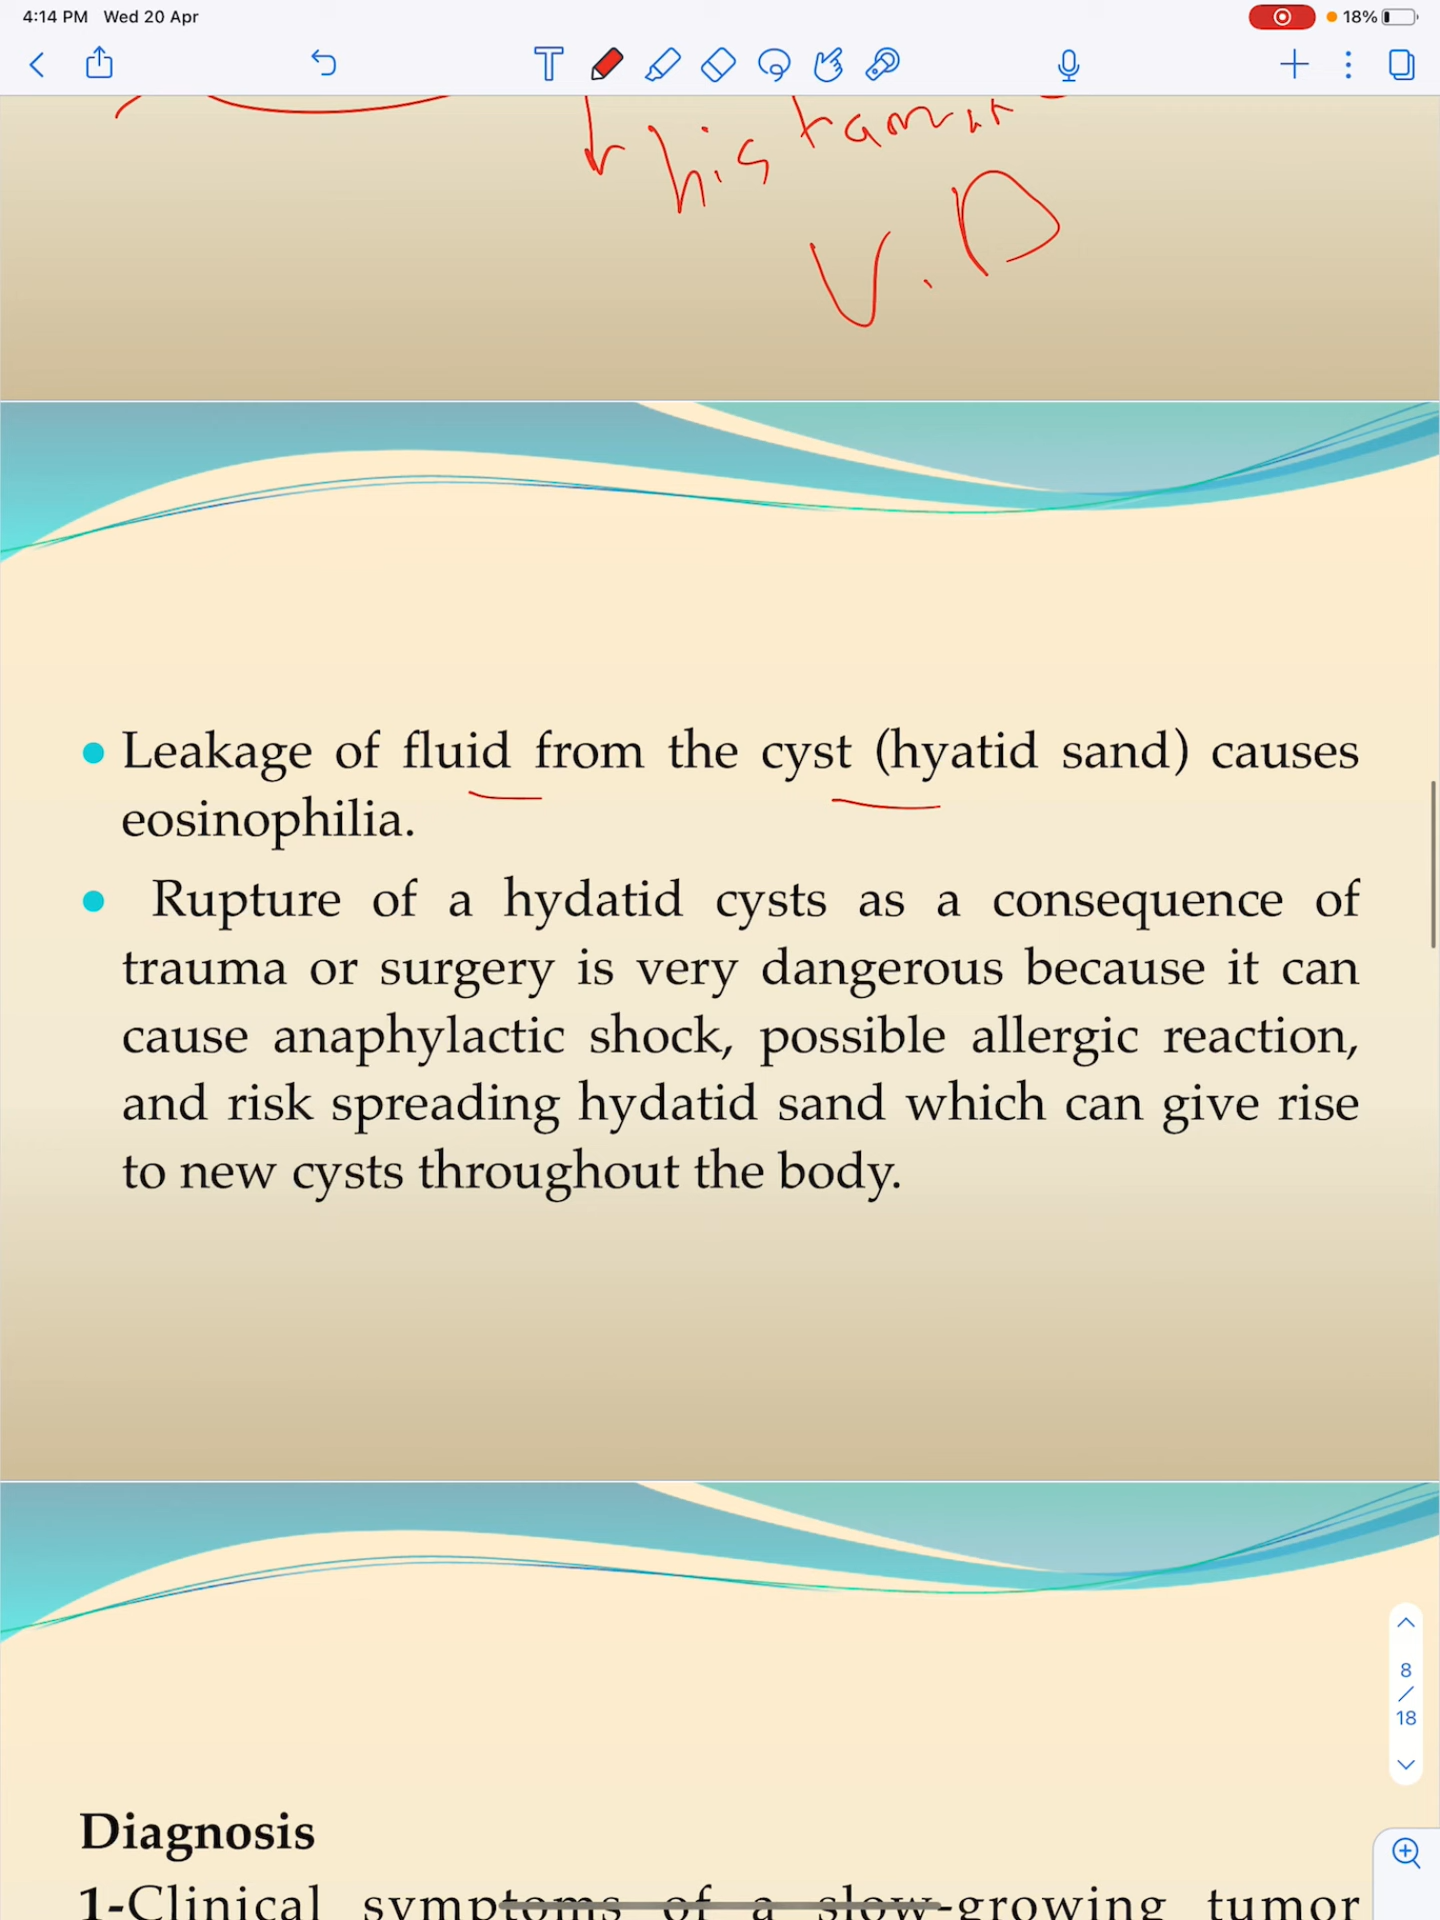 4:14 PM Wed 20 Apr
18%
T
V.D
• Leakage of fluid from the cyst (hyatid sand) causes
eosinophilia.
• Rupture of a hydatid cysts as a consequence of
trauma or surgery is very dangerous because it can
cause anaphylactic shock, possible allergic reaction,
and risk spreading hydatid sand which can give rise
to new cysts throughout the body.
8
/
18
Diagnosis
1-Clinical symptoms of a slow-growing tumor